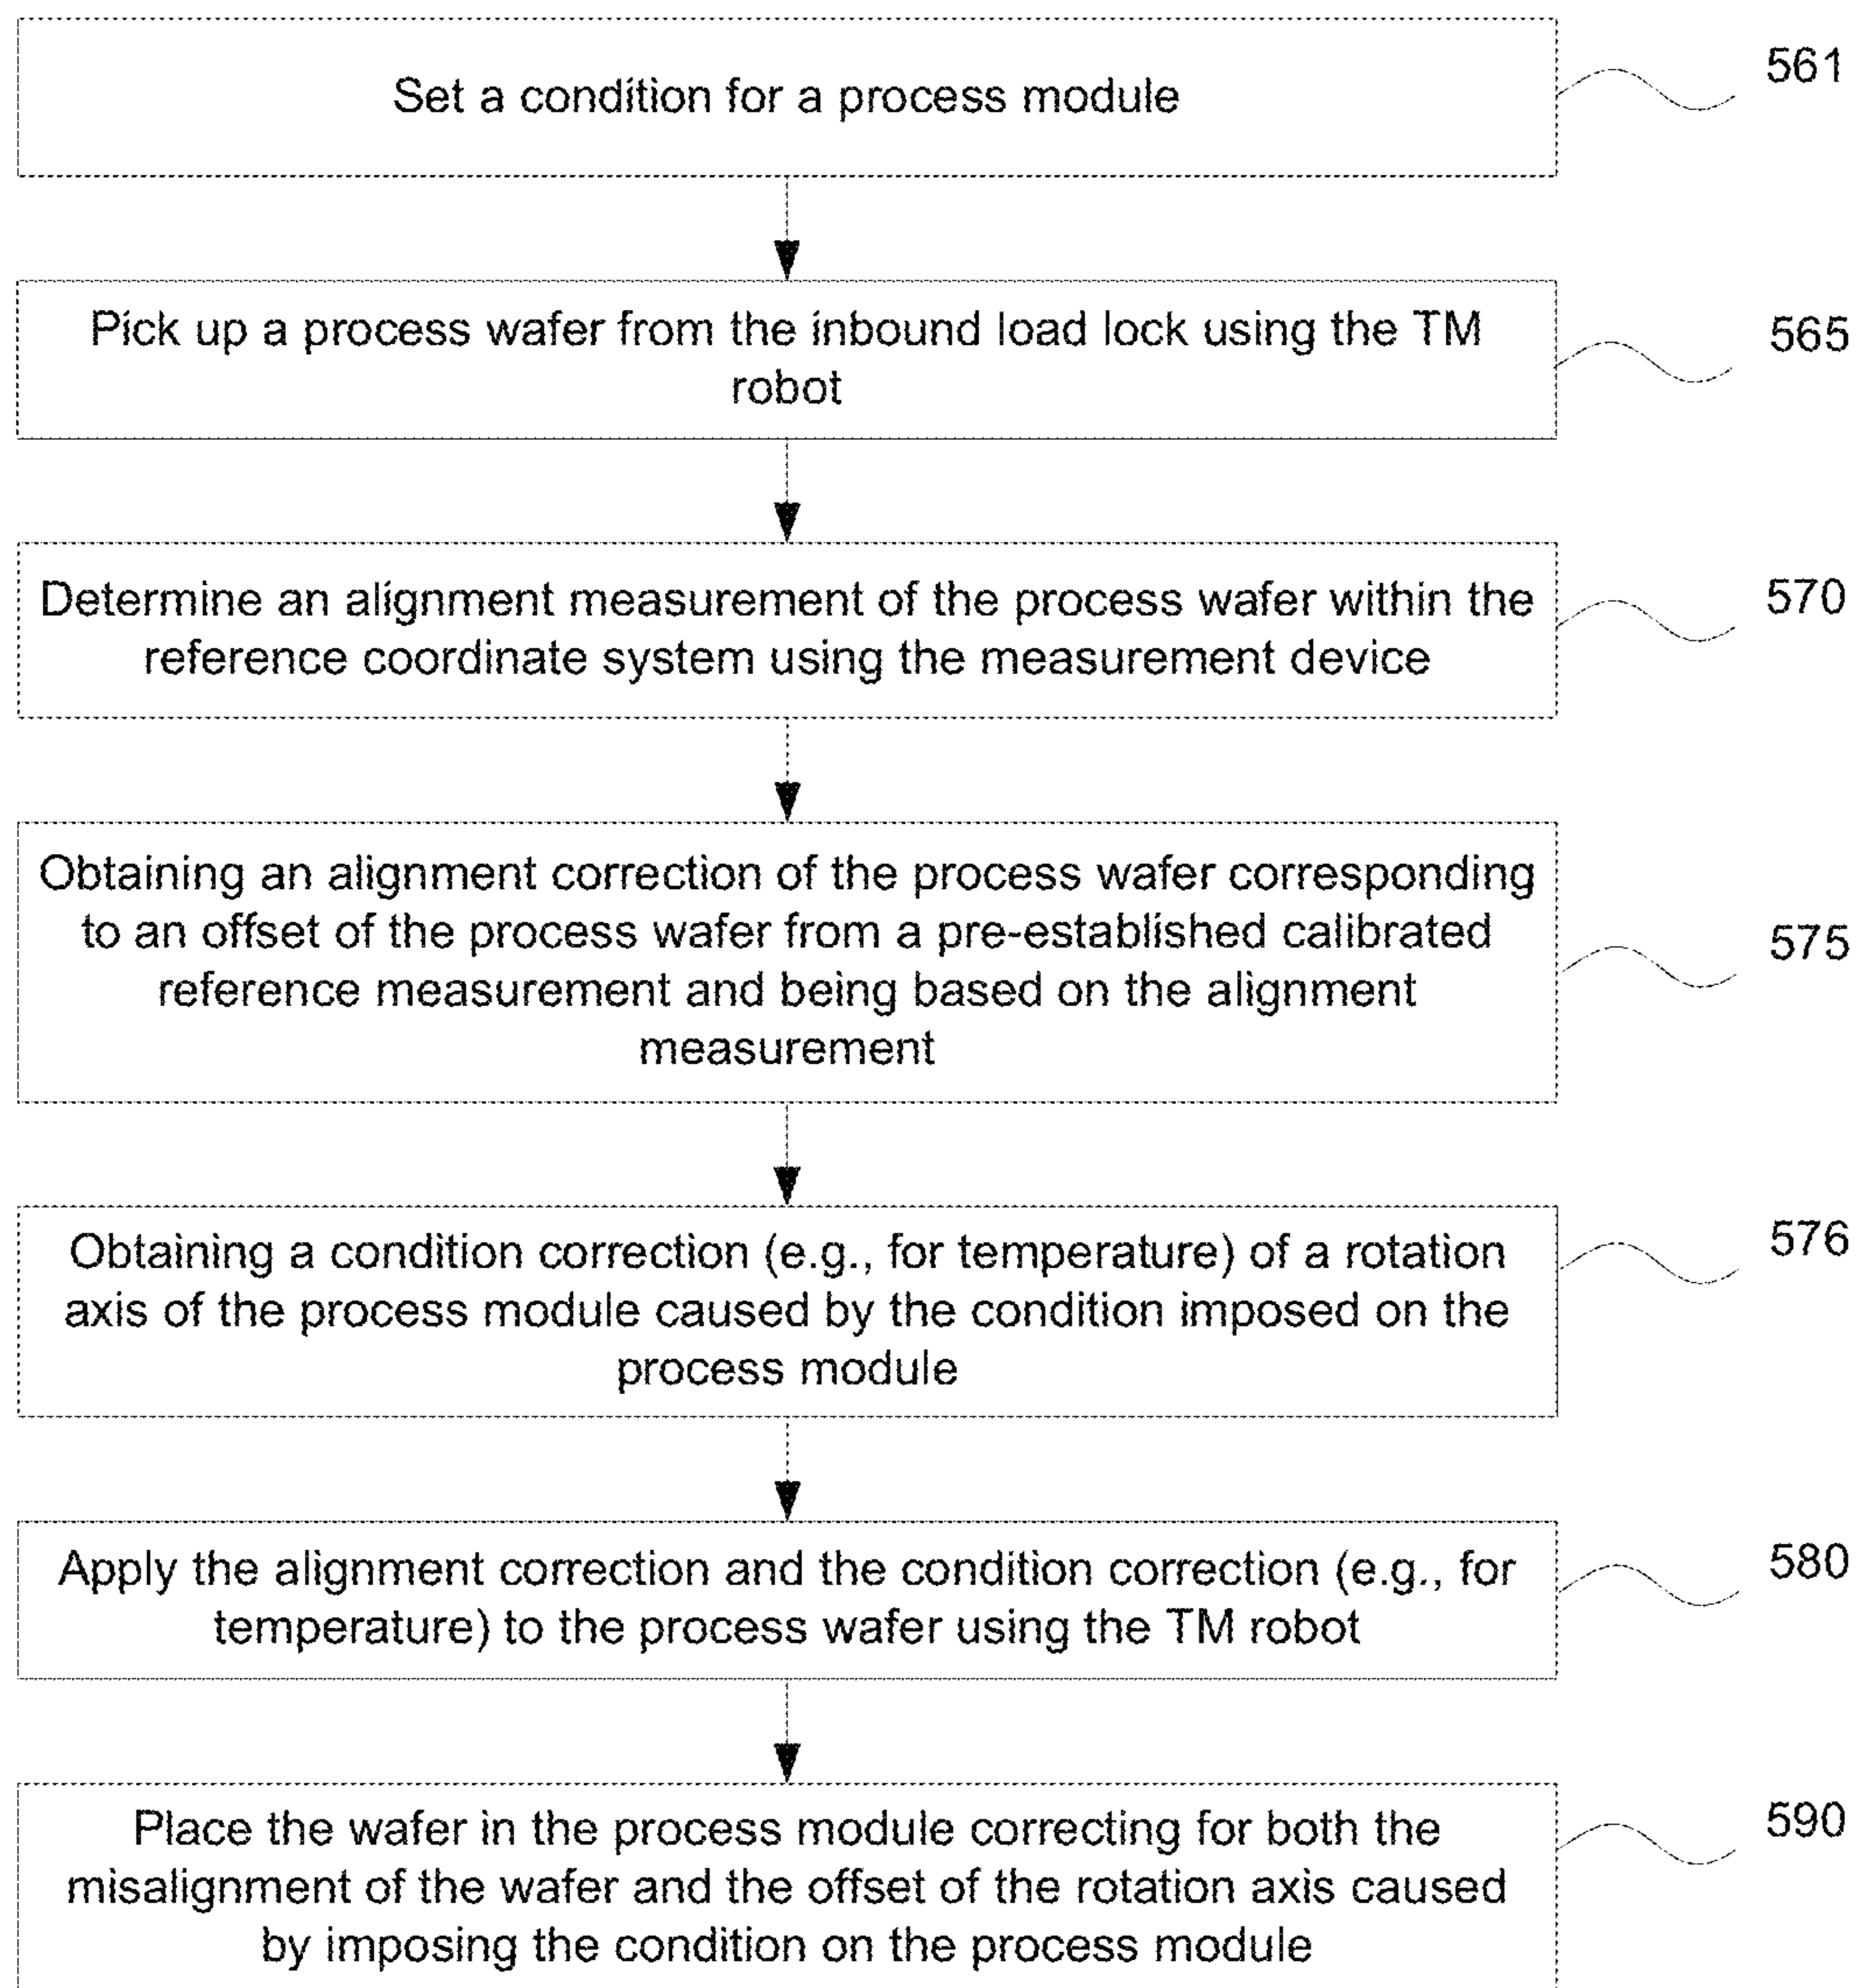 Set a condition for a process module
561
Pick up a process wafer from the inbound load lock using the TM
robot
565
Determine an alignment measurement of the process wafer within the
reference coordinate system using the measurement device
570
Obtaining an alignment correction of the process wafer corresponding
to an offset of the process wafer from a pre-established calibrated
reference measurement and being based on the alignment
measurement
575
Obtaining a condition correction (e.g., for temperature) of a rotation
axis of the process module caused by the condition imposed on the
process module
576
Apply the alignment correction and the condition correction (e.g., for
temperature) to the process wafer using the TM robot
580
Place the wafer in the process module correcting for both the
misalignment of the wafer and the offset of the rotation axis caused
by imposing the condition on the process module
590